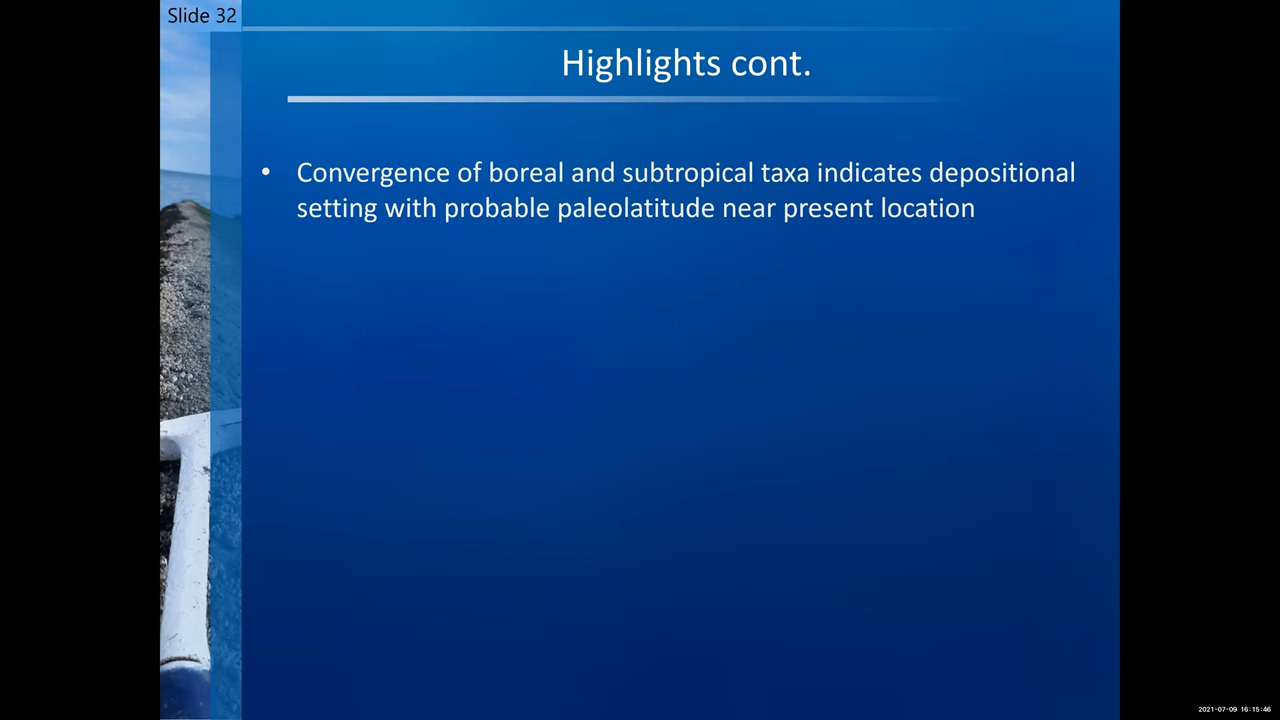 Slide 32
Highlights cont.
• Convergence of boreal and subtropical taxa indicates depositional
setting with probable paleolatitude near present location
2021-07-09 16:15:46